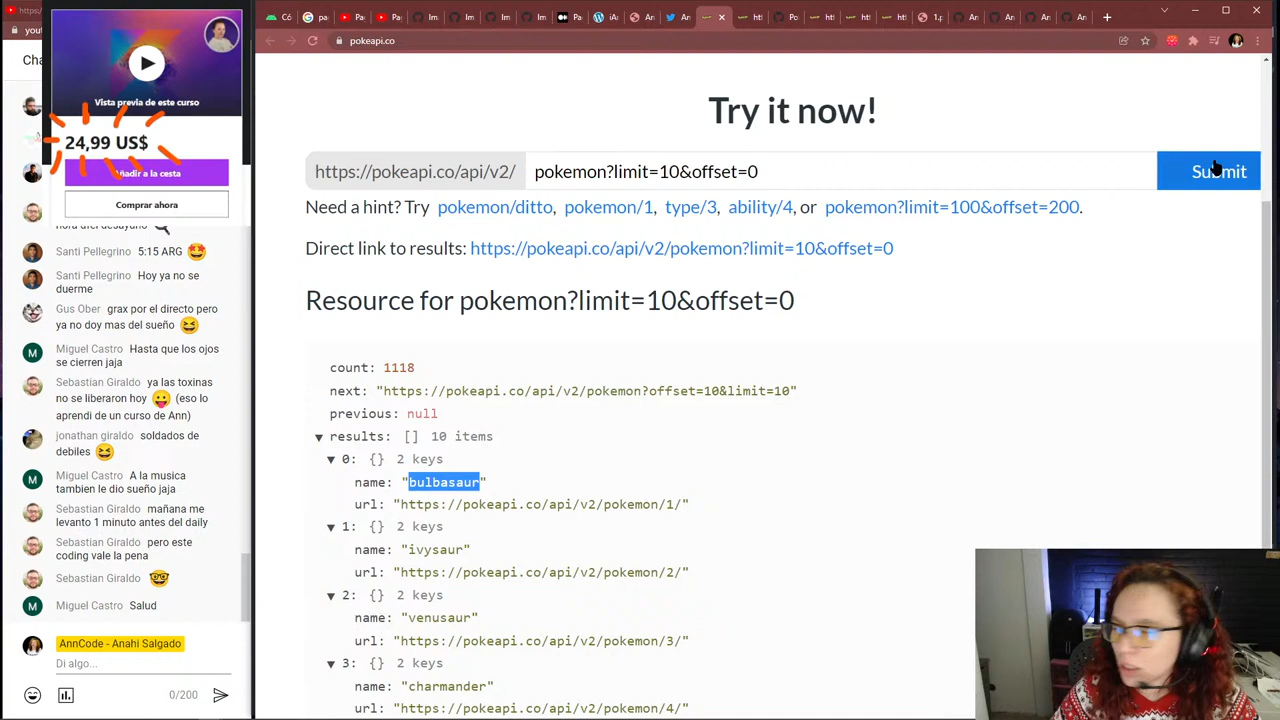 youtu
Cha
Vista previa de este curso
24,99 US$
Añadir a la cesta
Comprar ahora
Santi Pellegrino 5:15 ARG
Santi Pellegrino Hoy ya no se
duerme
Gus Ober grax por el directo pero
ya no doy mas del sueño
Miguel Castro Hasta que los ojos
se cierren jaja
Sebastian Giraldo ya las toxinas
no se liberaron hoy (eso lo
aprendi de un curso de Ann)
jonathan giraldo soldados de
debiles
Miguel Castro A la musica
tambien le dio sueño jaja
Sebastian Giraldo mañana me
levanto 1 minuto antes del daily
Sebastian Giraldo pero este
coding vale la pena
Sebastian Giraldo
Miguel Castro Salud
AnnCode - Anahi Salgado
Di algo...
0/200
pokeapi.co
Try it now!
https://pokeapi.co/api/v2/ pokemon?limit=10&offset=0 Submit
Need a hint? Try pokemon/ditto, pokemon/1, type/3, ability/4, or pokemon?limit=100&offset=200.
Direct link to results: https://pokeapi.co/api/v2/pokemon?limit=10&offset=0
Resource for pokemon?limit=10&offset=0
count: 1118
next: "https://pokeapi.co/api/v2/pokemon?offset=10&limit=10"
previous: null
results: [] 10 items
0: {} 2 keys
name: "bulbasaur"
url: "https://pokeapi.co/api/v2/pokemon/1/"
1: {} 2 keys
name: "ivysaur"
url: "https://pokeapi.co/api/v2/pokemon/2/"
2: {} 2 keys
name: "venusaur"
url: "https://pokeapi.co/api/v2/pokemon/3/"
3: {} 2 keys
name: "charmander"
url: "https://pokeapi.co/api/v2/pokemon/4/"